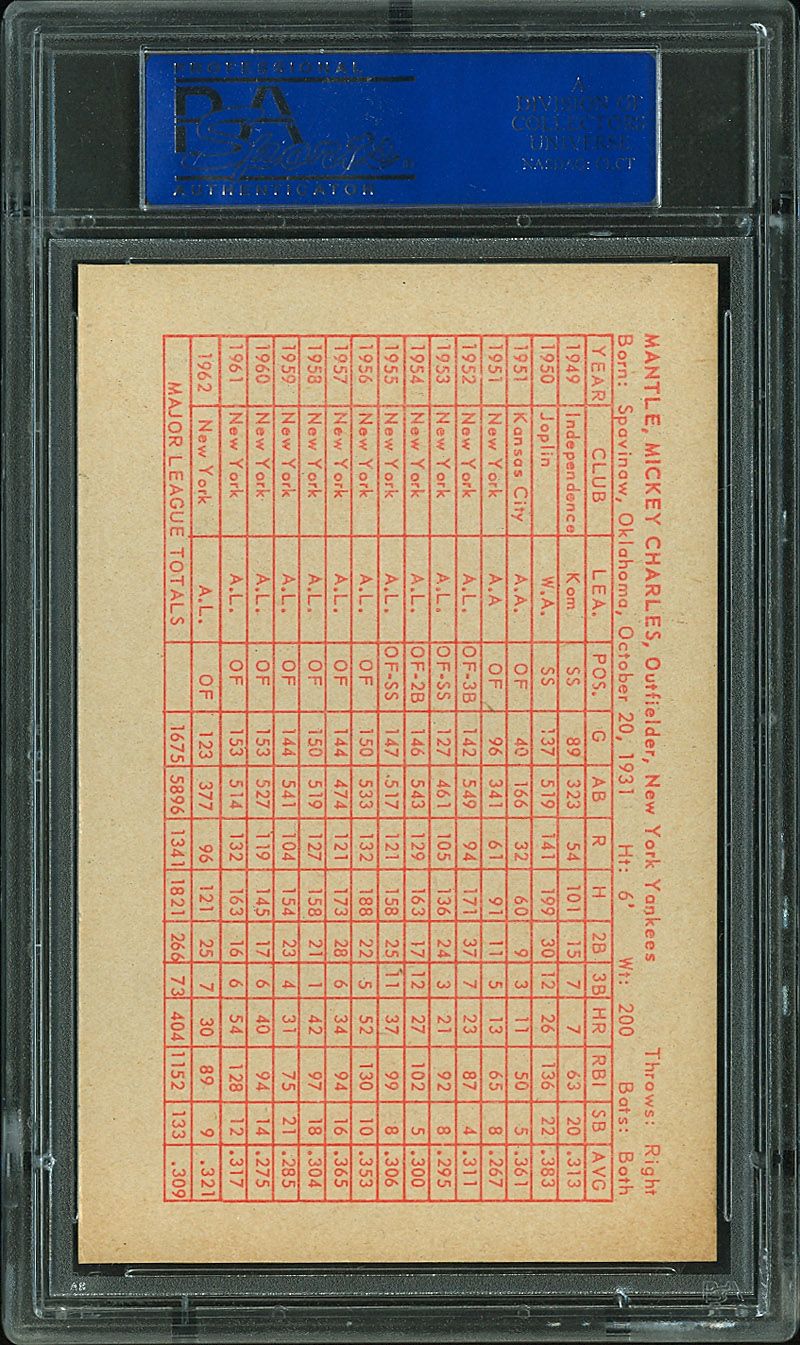 PROFESSIONAL
PSA
Sports
AUTHENTICATOR
A
DIVISION OF
COLLECTORS
UNIVERSE
NASDAQ: CLCT
MANTLE, MICKEY CHARLES, Outfielder, New York Yankees Throws: Right
Born: Spavinaw, Oklahoma, October 20, 1931 Ht: 6' Wt: 200 Bats: Both
YEAR CLUB LEA. POS. G AB R H 2B 3B HR RBI SB AVG
1949 Independence Kom. SS 89 323 54 101 15 7 7 63 20 .313
1950 Joplin W.A. SS 137 519 141 199 30 12 26 136 22 .383
1951 Kansas City A.A. OF 40 166 32 60 9 3 11 50 5 .361
1951 New York A.A OF 96 341 61 91 11 5 13 65 8 .267
1952 New York A.L. OF-3B 142 549 94 171 37 7 23 87 4 .311
1953 New York A.L. OF-SS 127 461 105 136 24 3 21 92 8 .295
1954 New York A.L. OF-2B 146 543 129 163 17 12 27 102 5 .300
1955 New York A.L. OF-SS 147 .517 121 158 25 11 37 99 8 .306
1956 New York A.L. OF 150 533 132 188 22 5 52 130 10 .353
1957 New York A.L. OF 144 474 121 173 28 6 34 94 16 .365
1958 New York A.L. OF 150 519 127 158 21 1 42 97 18 .304
1959 New York A.L. OF 144 541 104 154 23 4 31 75 21 .285
1960 New York A.L. OF 153 527 119 145 17 6 40 94 14 .275
1961 New York A.L. OF 153 514 132 163 16 6 54 128 12 .317
1962 New York A.L. OF 123 377 96 121 25 7 30 89 9 .321
MAJOR LEAGUE TOTALS 1675 5896 1341 1821 266 73 404 1152 133 .309
A8
PSA